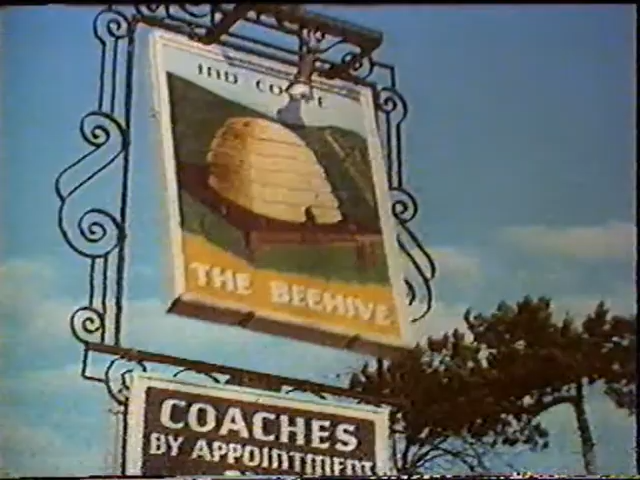 IND COOPE
THE BEEHIVE
COACHES
BY APPOINTMENT